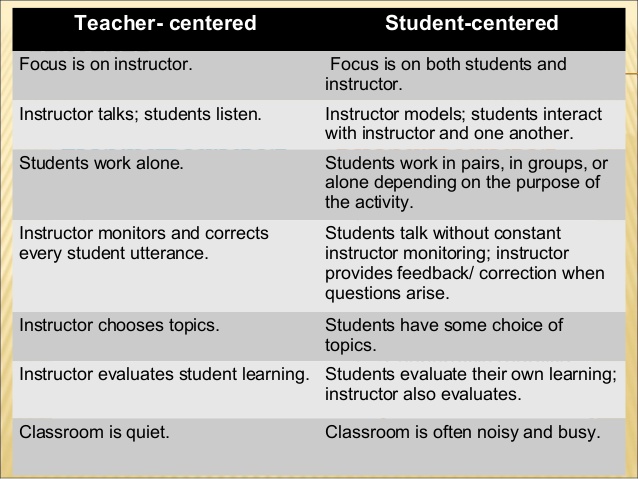 Teacher- centered
Student-centered
Focus is on instructor.
Focus is on both students and
instructor.
Instructor talks; students listen.
Instructor models; students interact
with instructor and one another.
Students work alone.
Students work in pairs, in groups, or
alone depending on the purpose of
the activity.
Instructor monitors and corrects
every student utterance.
Students talk without constant
instructor monitoring; instructor
provides feedback/ correction when
questions arise.
Instructor chooses topics.
Students have some choice of
topics.
Instructor evaluates student learning.
Students evaluate their own learning;
instructor also evaluates.
Classroom is quiet.
Classroom is often noisy and busy.